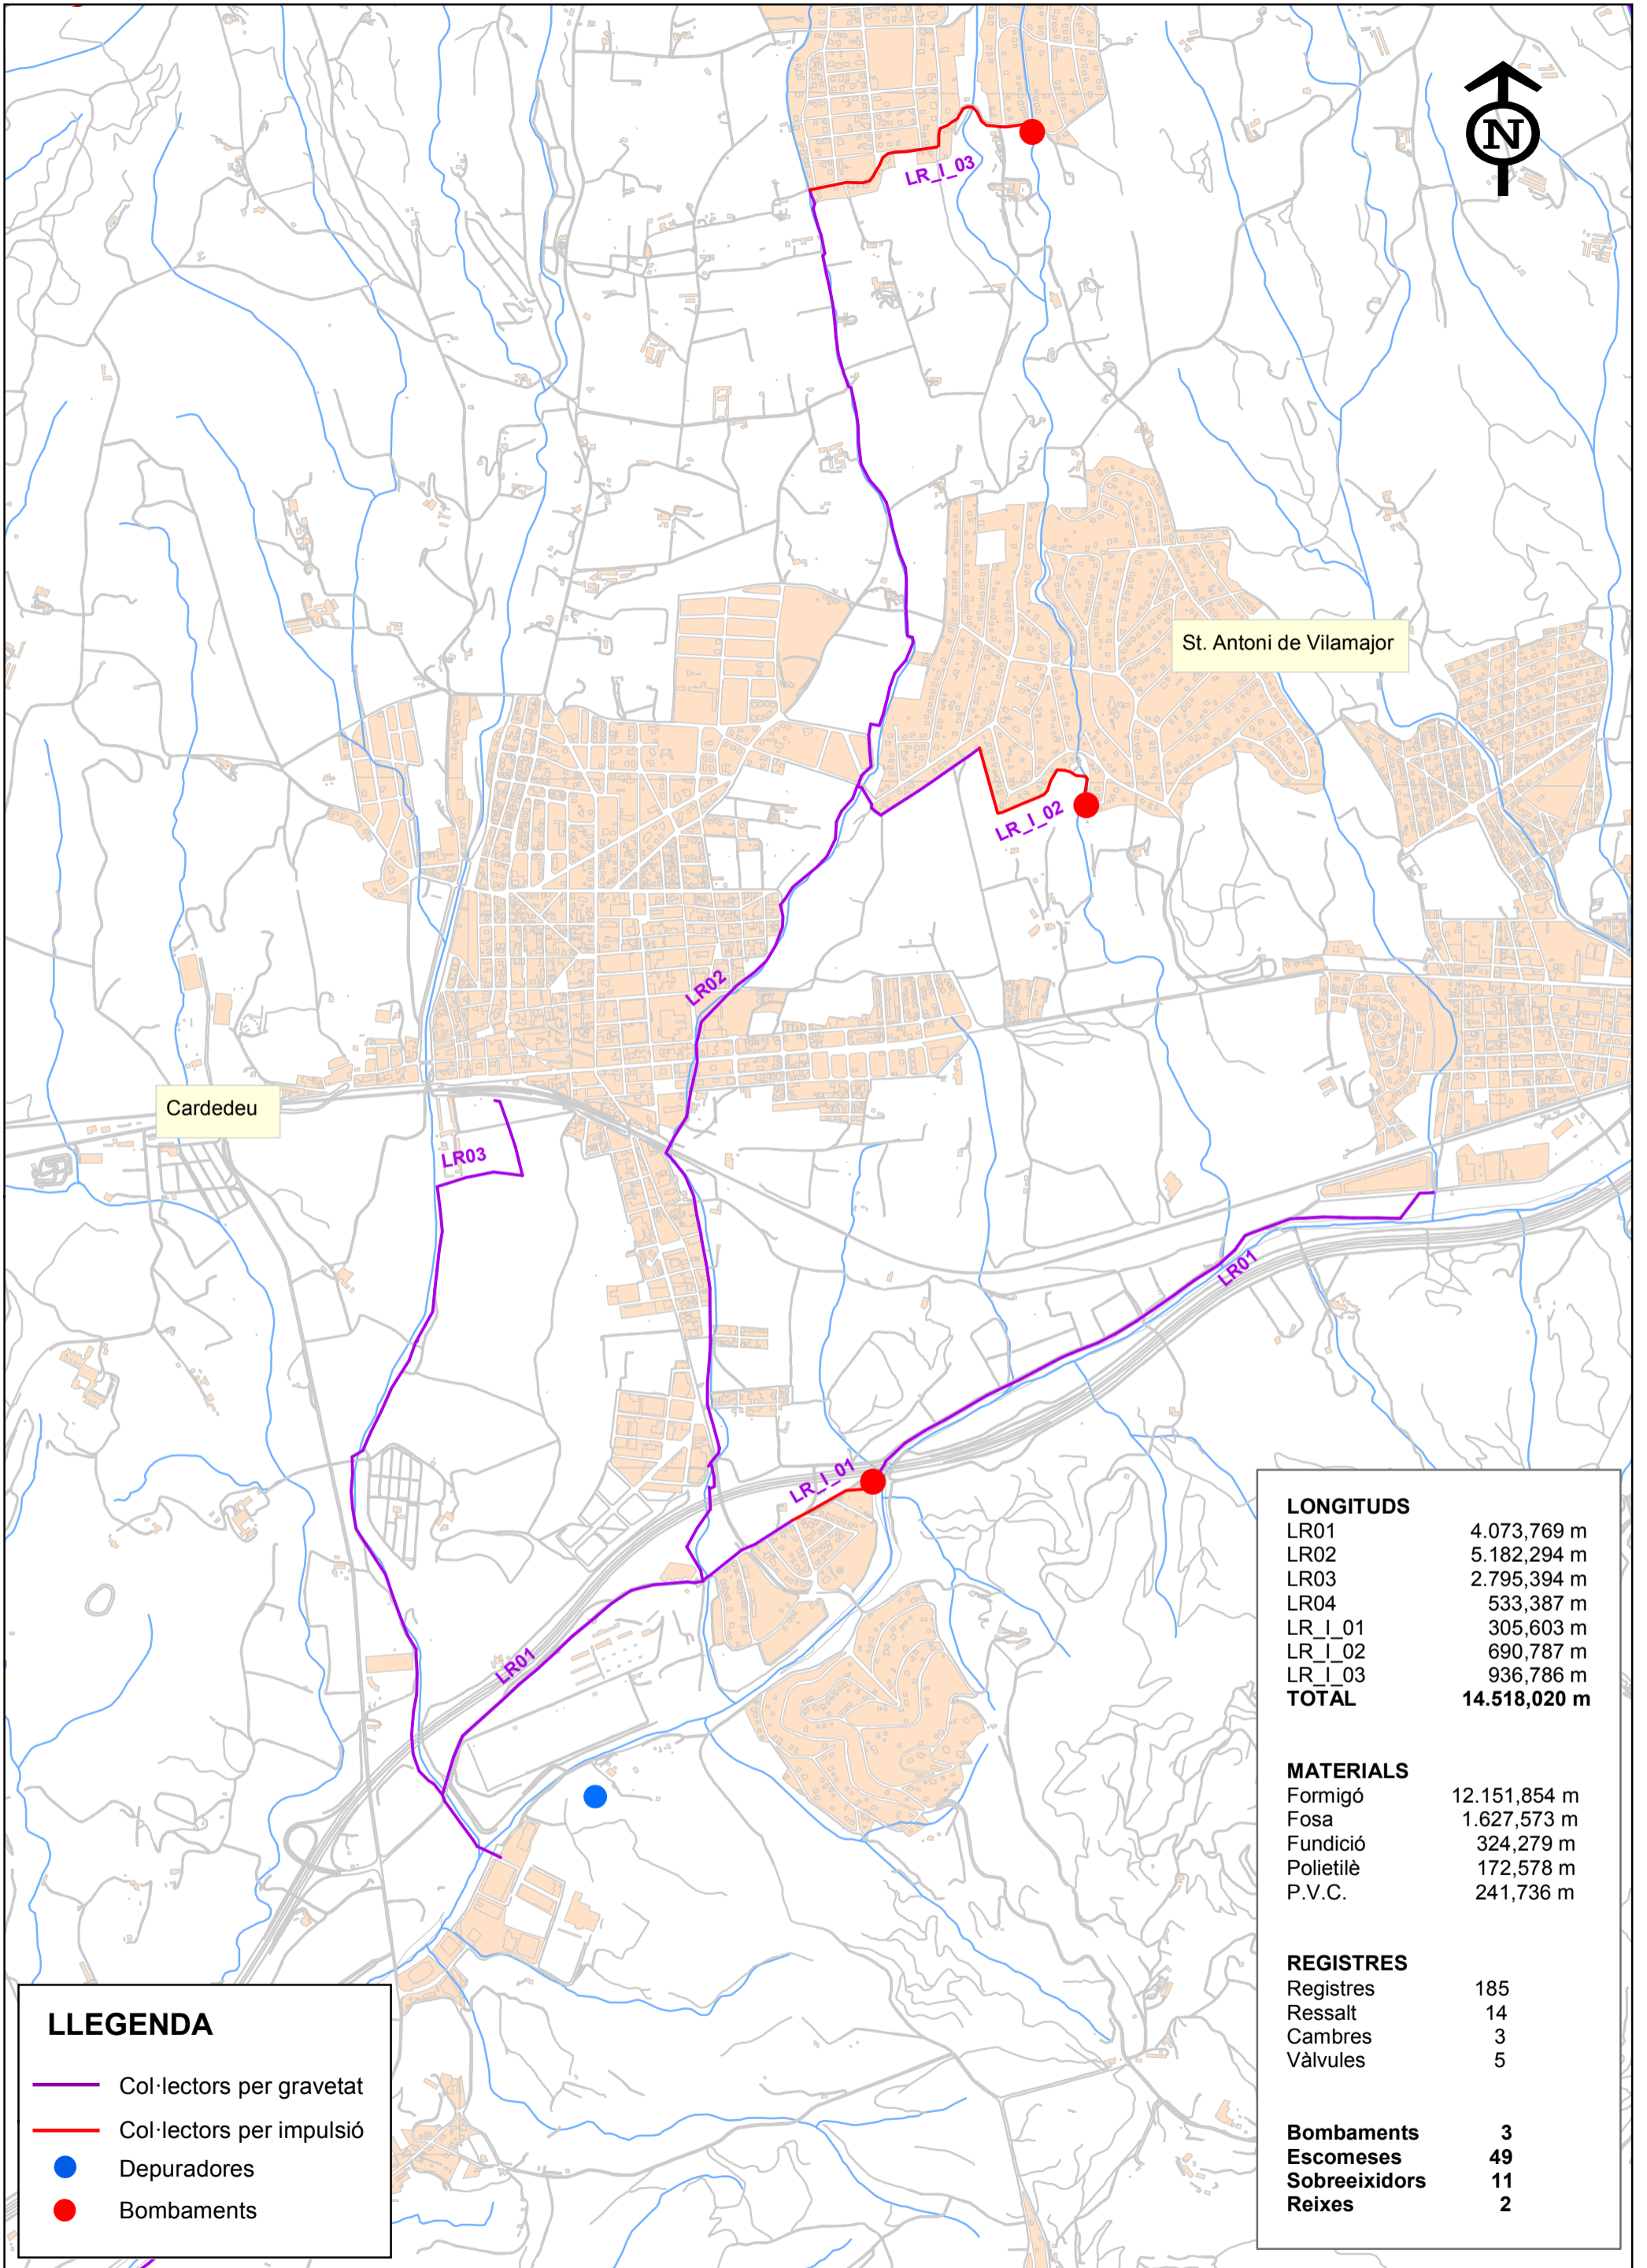 N
LR_I_03
St. Antoni de Vilamajor
LR_I_02
LR02
Cardedeu
LR03
LR01
LR_I_01
LR01
LONGITUDS
LR01 4.073,769 m
LR02 5.182,294 m
LR03 2.795,394 m
LR04 533,387 m
LR_I_01 305,603 m
LR_I_02 690,787 m
LR_I_03 936,786 m
TOTAL 14.518,020 m
MATERIALS
Formigó 12.151,854 m
Fosa 1.627,573 m
Fundició 324,279 m
Polietilè 172,578 m
P.V.C. 241,736 m
REGISTRES
Registres 185
Ressalt 14
Cambres 3
Vàlvules 5
Bombaments 3
Escomeses 49
Sobreeixidors 11
Reixes 2
LLEGENDA
Col·lectors per gravetat
Col·lectors per impulsió
Depuradores
Bombaments